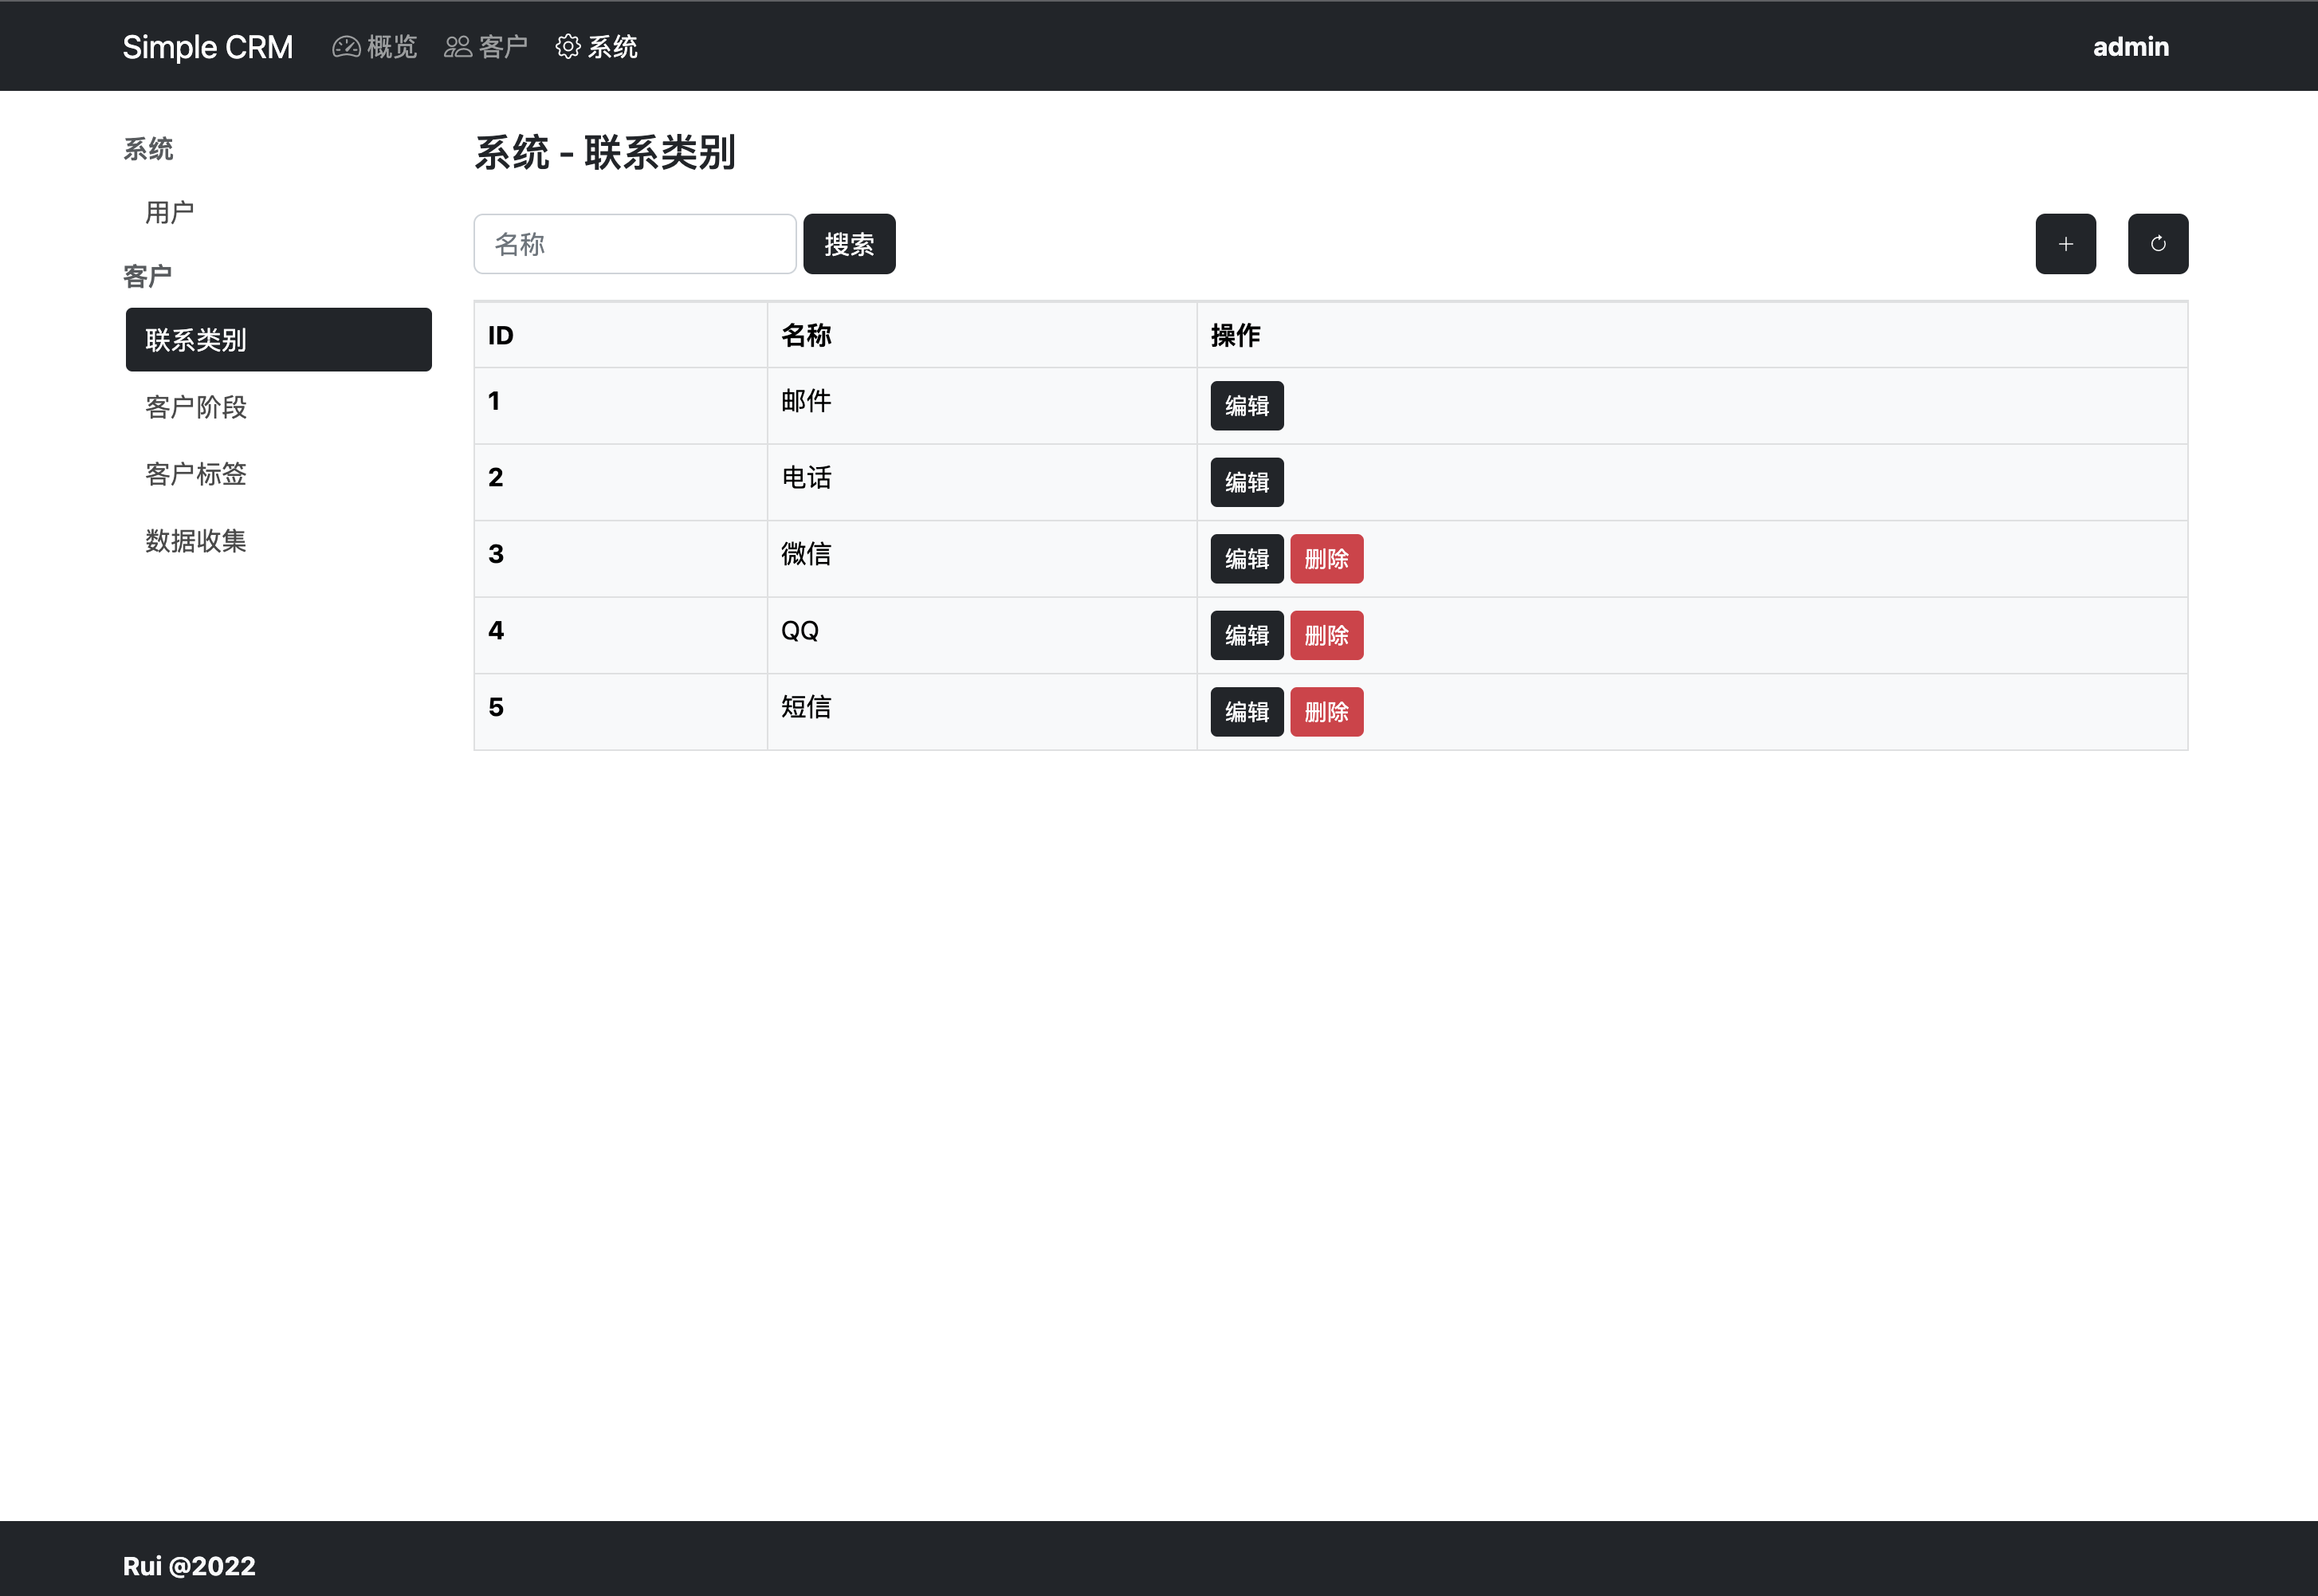 Simple CRM 概览 客户 系统 admin
系统
用户
客户
联系类别
客户阶段
客户标签
数据收集
系统 - 联系类别
名称 搜索
ID 名称 操作
1 邮件 编辑
2 电话 编辑
3 微信 编辑 删除
4 QQ 编辑 删除
5 短信 编辑 删除
Rui @2022